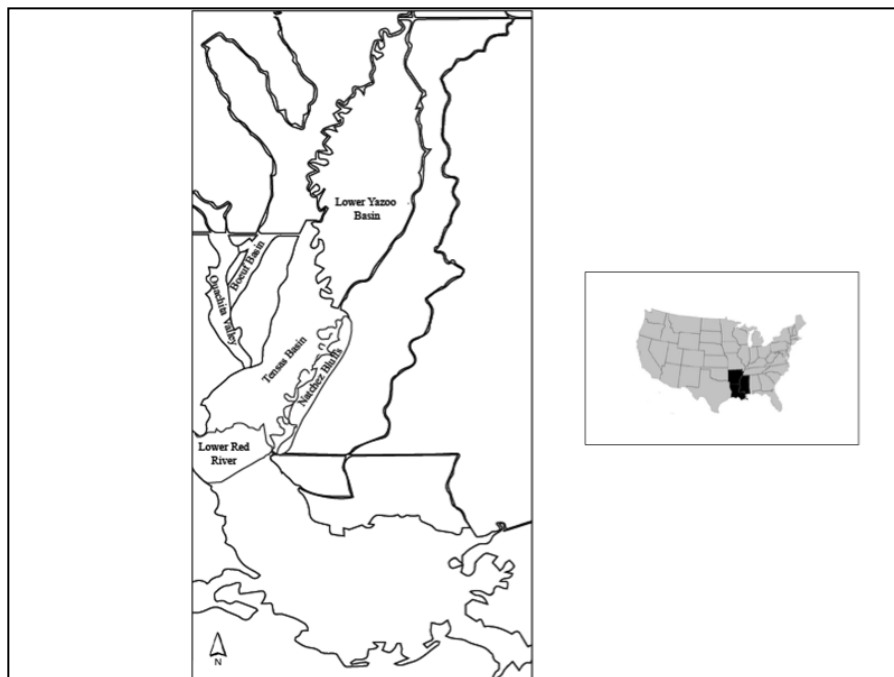 Lower Yazoo
Basin
Boeuf Basin
Ouachita Valley
Tensas Basin
Natchez Bluffs
Lower Red
River
N